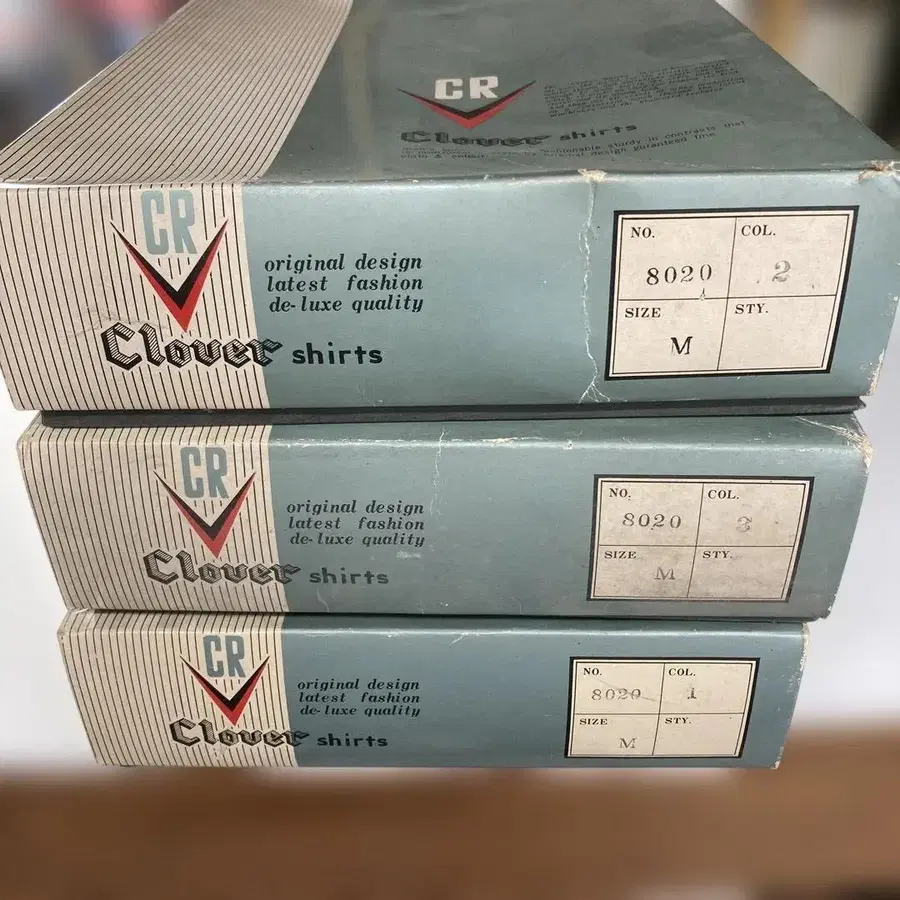 CR
Clover shirts
CR
original design
latest fashion
de-luxe quality
Clover shirts
NO.
8020
COL.
2
SIZE
M
STY.
CR
original design
latest fashion
de-luxe quality
Clover shirts
NO.
8020
COL.
3
SIZE
M
STY.
CR
original design
latest fashion
de-luxe quality
Clover shirts
NO.
8020
COL.
1
SIZE
M
STY.